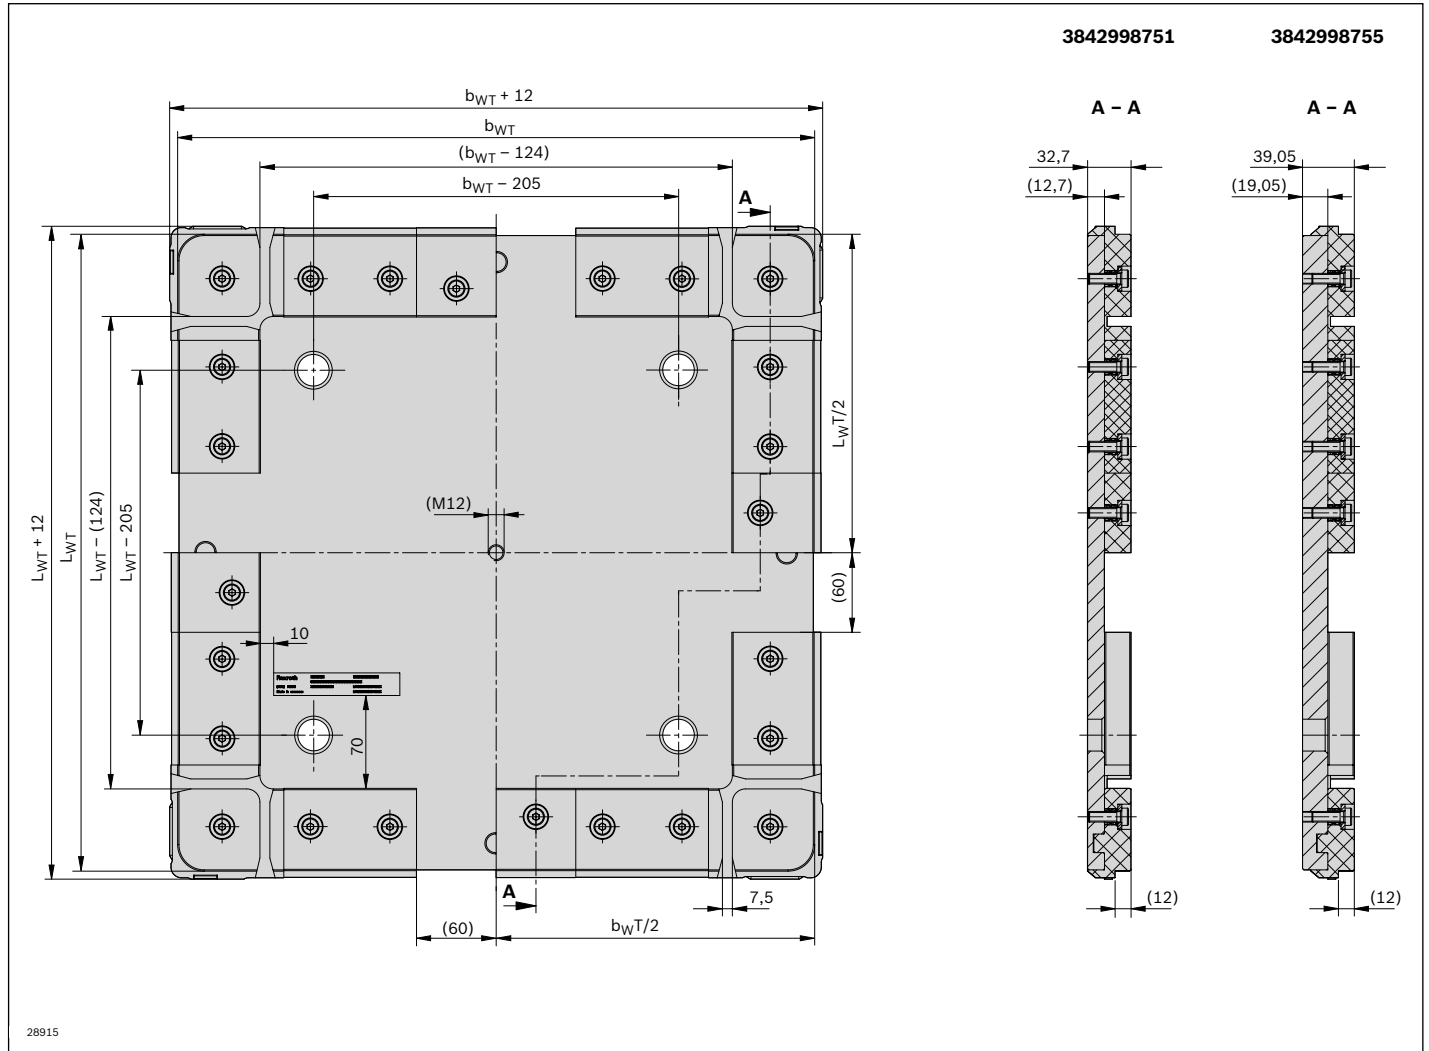 3842998751 3842998755
A – A A – A
bWT + 12
bWT
(bWT – 124)
bWT – 205
A
32,7 39,05
(12,7) (19,05)
LWT + 12
LWT
LWT – (124)
LWT – 205
LWT/2
(M12)
(60)
10
Rexroth
70
A
7,5
(12) (12)
(60)
bWT/2
28915